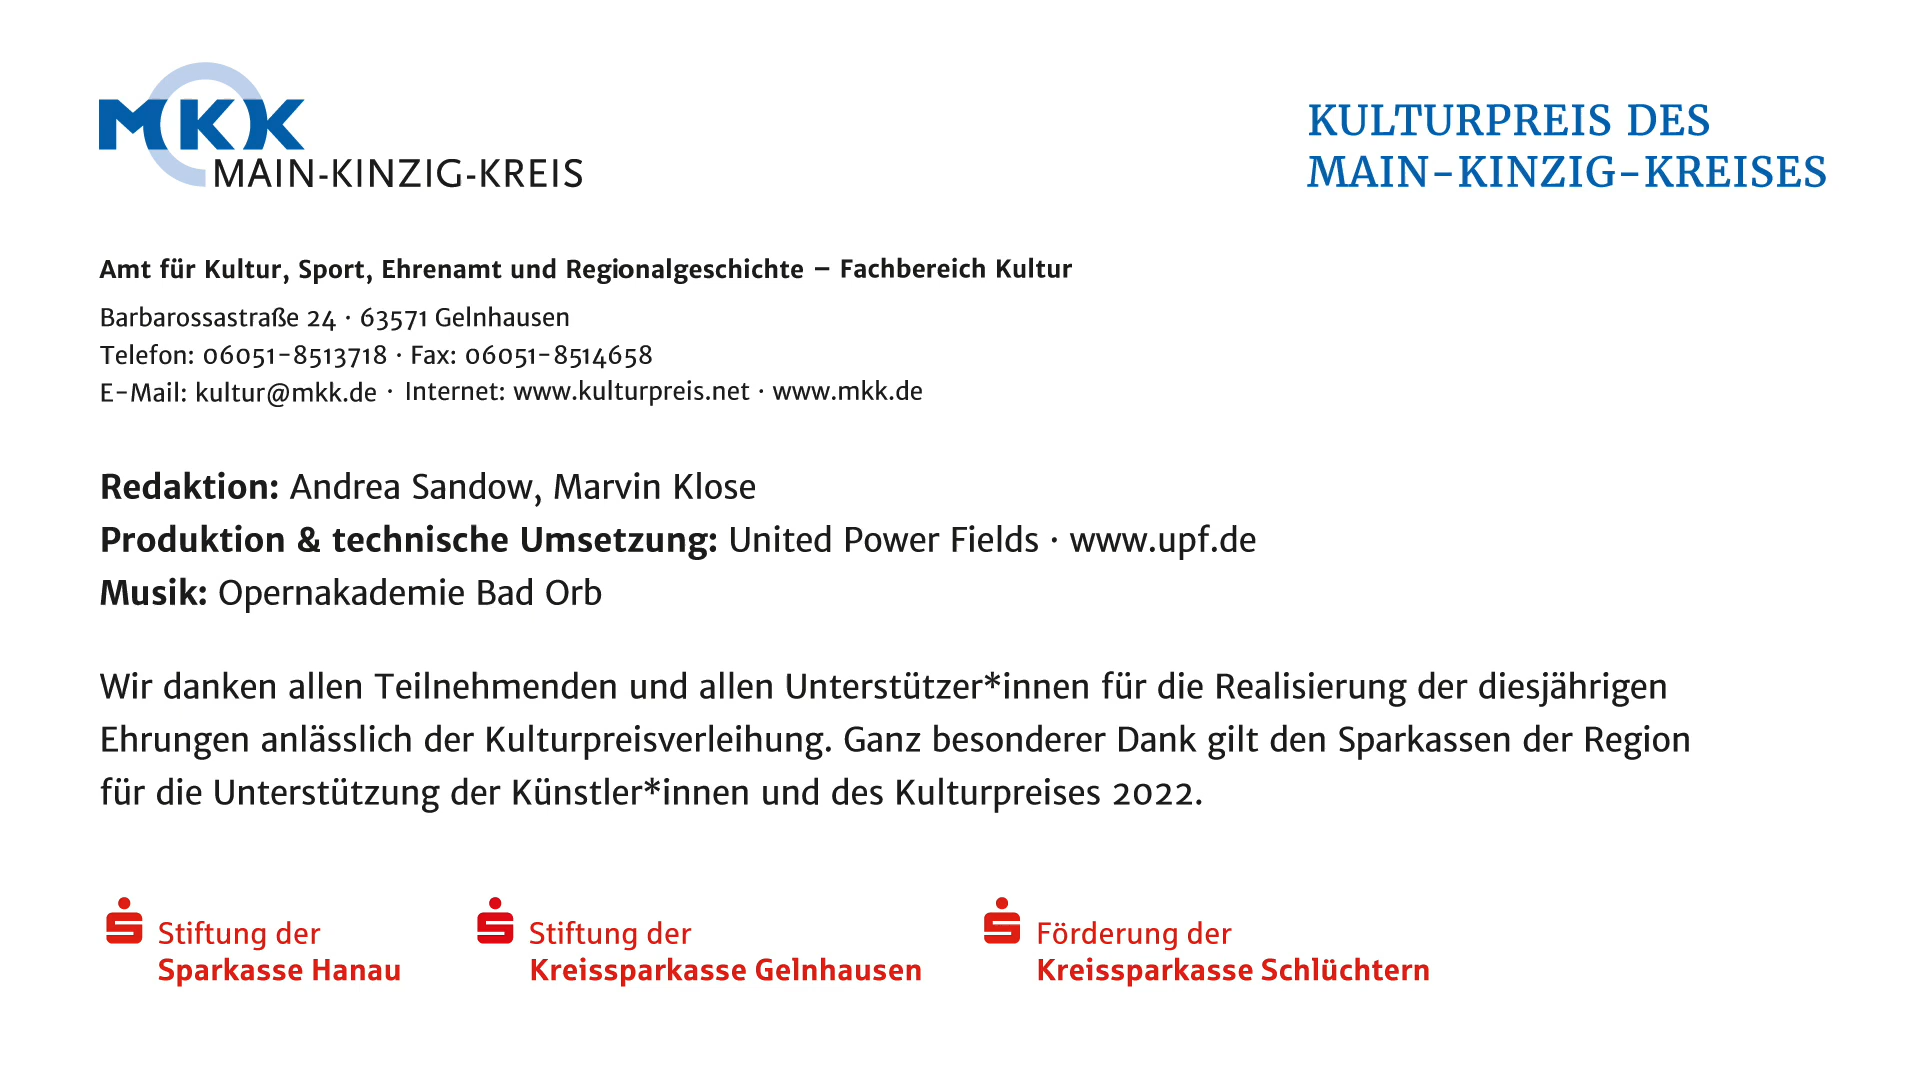 MKK
MAIN-KINZIG-KREIS
KULTURPREIS DES
MAIN-KINZIG-KREISES
Amt für Kultur, Sport, Ehrenamt und Regionalgeschichte – Fachbereich Kultur
Barbarossastraße 24 · 63571 Gelnhausen
Telefon: 06051-8513718 · Fax: 06051-8514658
E-Mail: kultur@mkk.de · Internet: www.kulturpreis.net · www.mkk.de
Redaktion: Andrea Sandow, Marvin Klose
Produktion & technische Umsetzung: United Power Fields · www.upf.de
Musik: Opernakademie Bad Orb
Wir danken allen Teilnehmenden und allen Unterstützer*innen für die Realisierung der diesjährigen
Ehrungen anlässlich der Kulturpreisverleihung. Ganz besonderer Dank gilt den Sparkassen der Region
für die Unterstützung der Künstler*innen und des Kulturpreises 2022.
Stiftung der
Sparkasse Hanau
Stiftung der
Kreissparkasse Gelnhausen
Förderung der
Kreissparkasse Schlüchtern